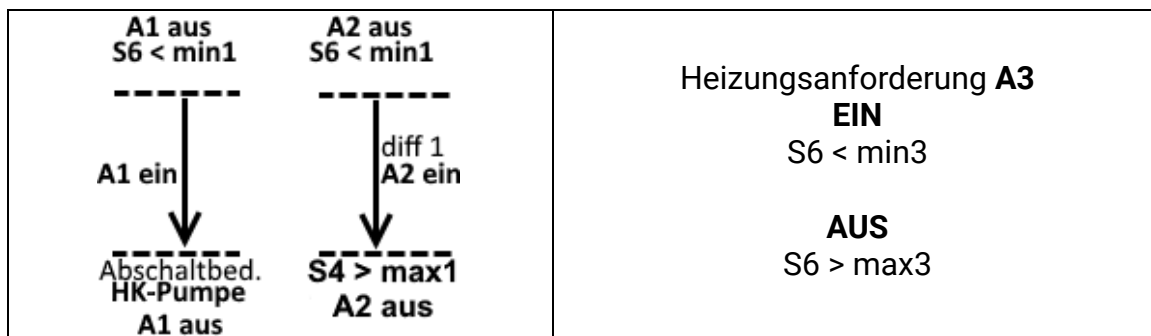 A1 aus
S6 < min1
A1 ein
Abschaltbed.
HK-Pumpe
A1 aus
A2 aus
S6 < min1
diff 1
A2 ein
S4 > max1
A2 aus
Heizungsanforderung A3
EIN
S6 < min3
AUS
S6 > max3